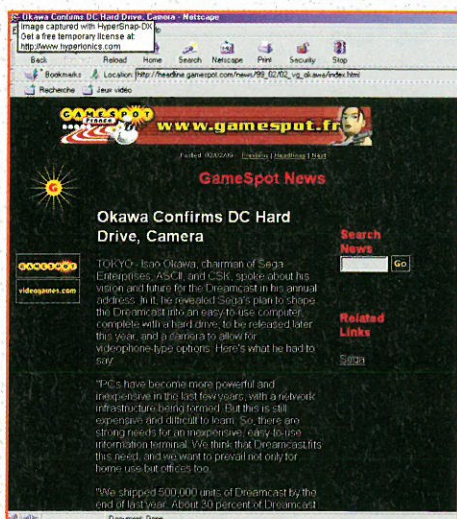 Okawa Confirms DC Hard Drive, Camera - Netscape
Image captured with HyperSnap-DX
Get a free temporary license at:
http://www.hyperionics.com
Back Reload Home Search Netscape Print Security Stop
Bookmarks Location: http://headline.gamespot.com/news/99_02/02_vg_okawa/index.html
Recherche Jeux vidéo
GAMESPOT
FRANCE
www.gamespot.fr
Posted 02/02/99 Previous | Headlines | Next
GameSpot News
G
Okawa Confirms DC Hard
Drive, Camera
Search
News
Go
GAMESPOT
videogames.com
TOKYO - Isao Okawa, chairman of Sega
Enterprises, ASCII, and CSK, spoke about his
vision and future for the Dreamcast in his annual
address. In it, he revealed Sega's plan to shape
the Dreamcast into an easy to use computer,
complete with a hard drive, to be released later
this year, and a camera to allow for
videophone-type options. Here's what he had to
say:
Related
Links
Sega
"PCs have become more powerful and
inexpensive in the last few years, with a network
infrastructure being formed. But this is still
expensive and difficult to learn. So, there are
strong needs for an inexpensive, easy-to-use
information terminal. We think that Dreamcast fits
this need, and we want to prevail not only for
home use but offices too.
"We shipped 500,000 units of Dreamcast by the
end of last year. About 30 percent of Dreamcast
Document: Done